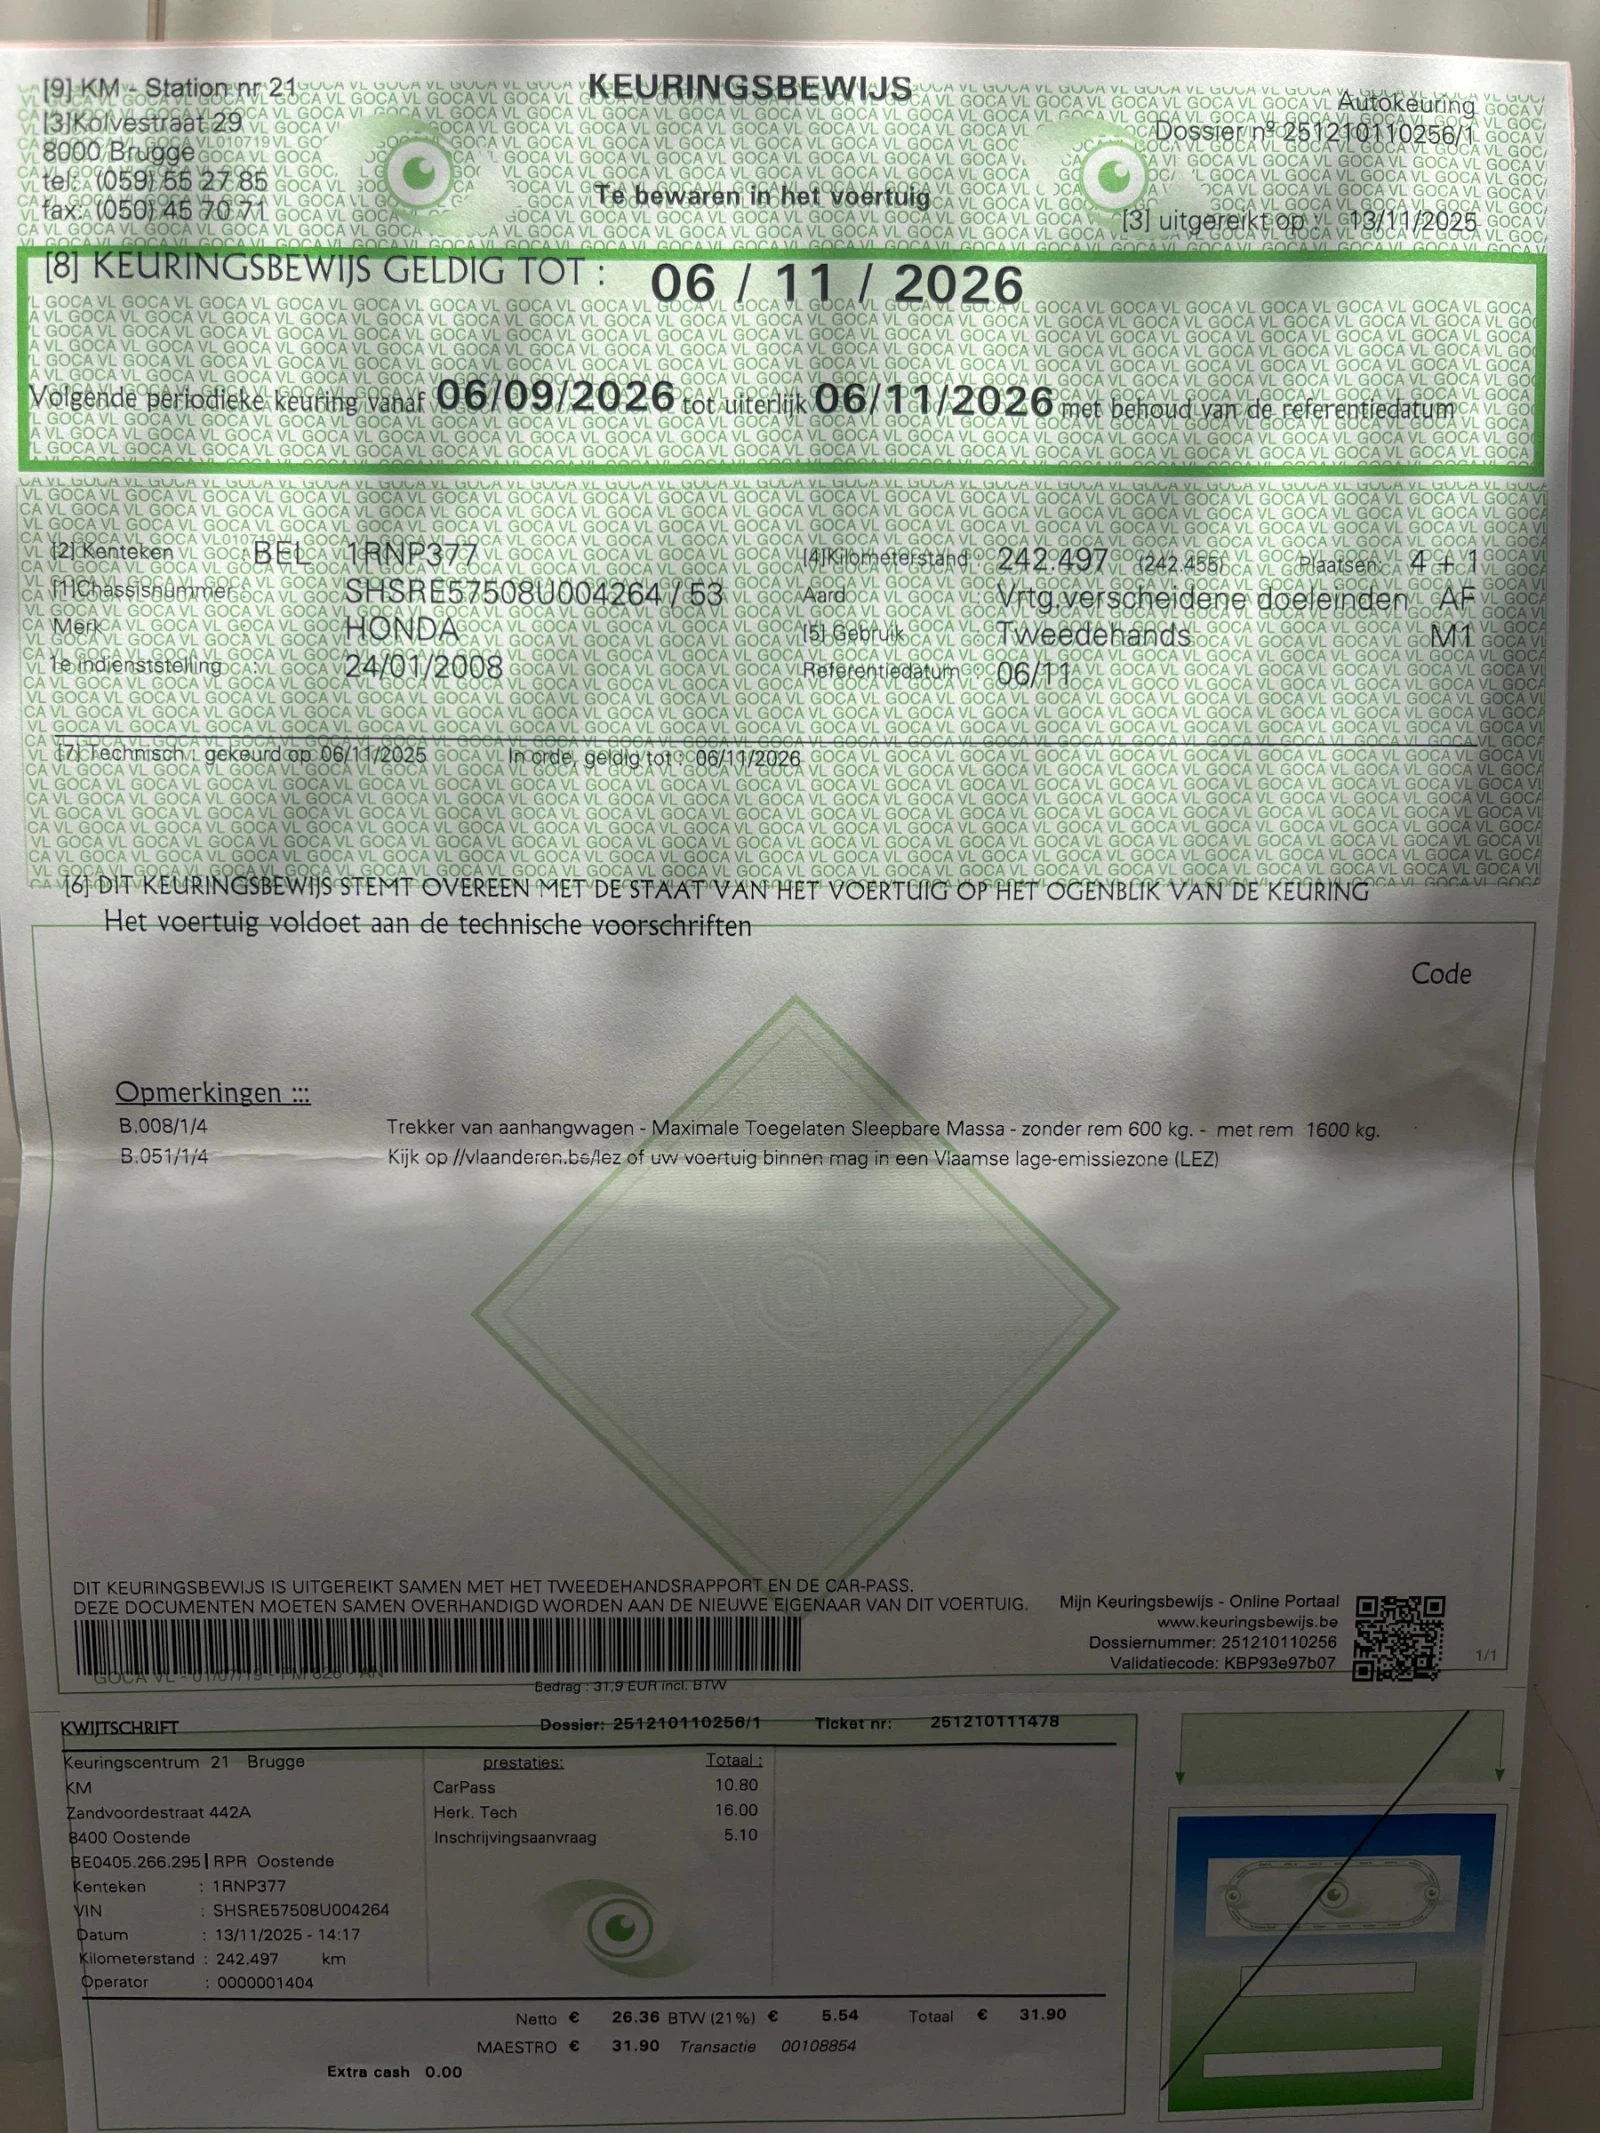 [9] KM - Station nr 21
KEURINGSBEWIJS
Autokeuring
[3]Kolvestraat 29
Dossier nº 251210110256/1
8000 Brugge
tel: (059) 55 27 85
Te bewaren in het voertuig
fax: (050) 45 70 71
[3] uitgereikt op 13/11/2025
[8] KEURINGSBEWIJS GELDIG TOT : 06 / 11 / 2026
Volgende periodieke keuring vanaf 06/09/2026 tot uiterlijk 06/11/2026 met behoud van de referentiedatum
[2] Kenteken BEL 1RNP377 [4]Kilometerstand : 242.497 (242.455) Plaatsen: 4 + 1
[1]Chassisnummer : SHSRE57508U004264 / 53 Aard : Vrtg.verscheidene doeleinden AF
Merk : HONDA [5] Gebruik : Tweedehands M1
1e indienststelling : 24/01/2008 Referentiedatum : 06/11
[7] Technisch : gekeurd op 06/11/2025 In orde, geldig tot : 06/11/2026
[6] DIT KEURINGSBEWIJS STEMT OVEREEN MET DE STAAT VAN HET VOERTUIG OP HET OGENBLIK VAN DE KEURING
Het voertuig voldoet aan de technische voorschriften
Code
Opmerkingen :::
B.008/1/4 Trekker van aanhangwagen - Maximale Toegelaten Sleepbare Massa - zonder rem 600 kg. - met rem 1600 kg.
B.051/1/4 Kijk op //vlaanderen.be/lez of uw voertuig binnen mag in een Vlaamse lage-emissiezone (LEZ)
DIT KEURINGSBEWIJS IS UITGEREIKT SAMEN MET HET TWEEDEHANDSRAPPORT EN DE CAR-PASS.
DEZE DOCUMENTEN MOETEN SAMEN OVERHANDIGD WORDEN AAN DE NIEUWE EIGENAAR VAN DIT VOERTUIG.
Mijn Keuringsbewijs - Online Portaal
www.keuringsbewijs.be
Dossiernummer: 251210110256
Validatiecode: KBP93e97b07
1/1
GOCA VL - 01/07/19 - PM 626 - AN
Bedrag : 31,9 EUR incl. BTW
KWIJTSCHRIFT Dossier: 251210110256/1 Ticket nr: 251210111478
Keuringscentrum 21 Brugge prestaties: Totaal :
KM CarPass 10.80
Zandvoordestraat 442A Herk. Tech 16.00
8400 Oostende Inschrijvingsaanvraag 5.10
BE0405.266.295 | RPR Oostende
Kenteken : 1RNP377
VIN : SHSRE57508U004264
Datum : 13/11/2025 - 14:17
Kilometerstand : 242.497 km
Operator : 0000001404
Netto € 26.36 BTW (21%) € 5.54 Totaal € 31.90
MAESTRO € 31.90 Transactie 00108854
Extra cash 0.00